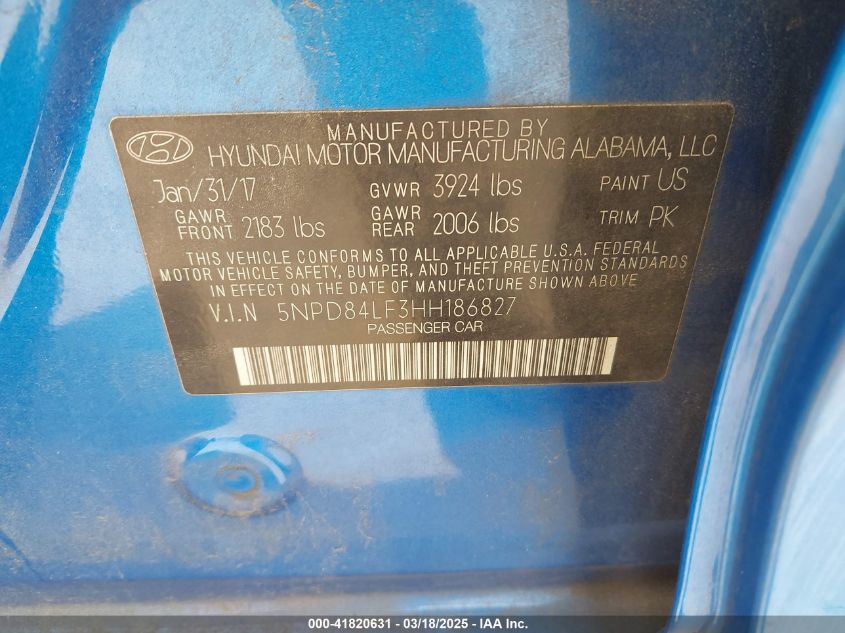 MANUFACTURED BY
HYUNDAI MOTOR MANUFACTURING ALABAMA, LLC
Jan/31/17 GVWR 3924 lbs PAINT US
GAWR FRONT 2183 lbs GAWR REAR 2006 lbs TRIM PK
THIS VEHICLE CONFORMS TO ALL APPLICABLE U.S.A. FEDERAL
MOTOR VEHICLE SAFETY, BUMPER, AND THEFT PREVENTION STANDARDS
IN EFFECT ON THE DATE OF MANUFACTURE SHOWN ABOVE
V.I.N 5NPD84LF3HH186827
PASSENGER CAR
000-41820631 - 03/18/2025 - IAA Inc.